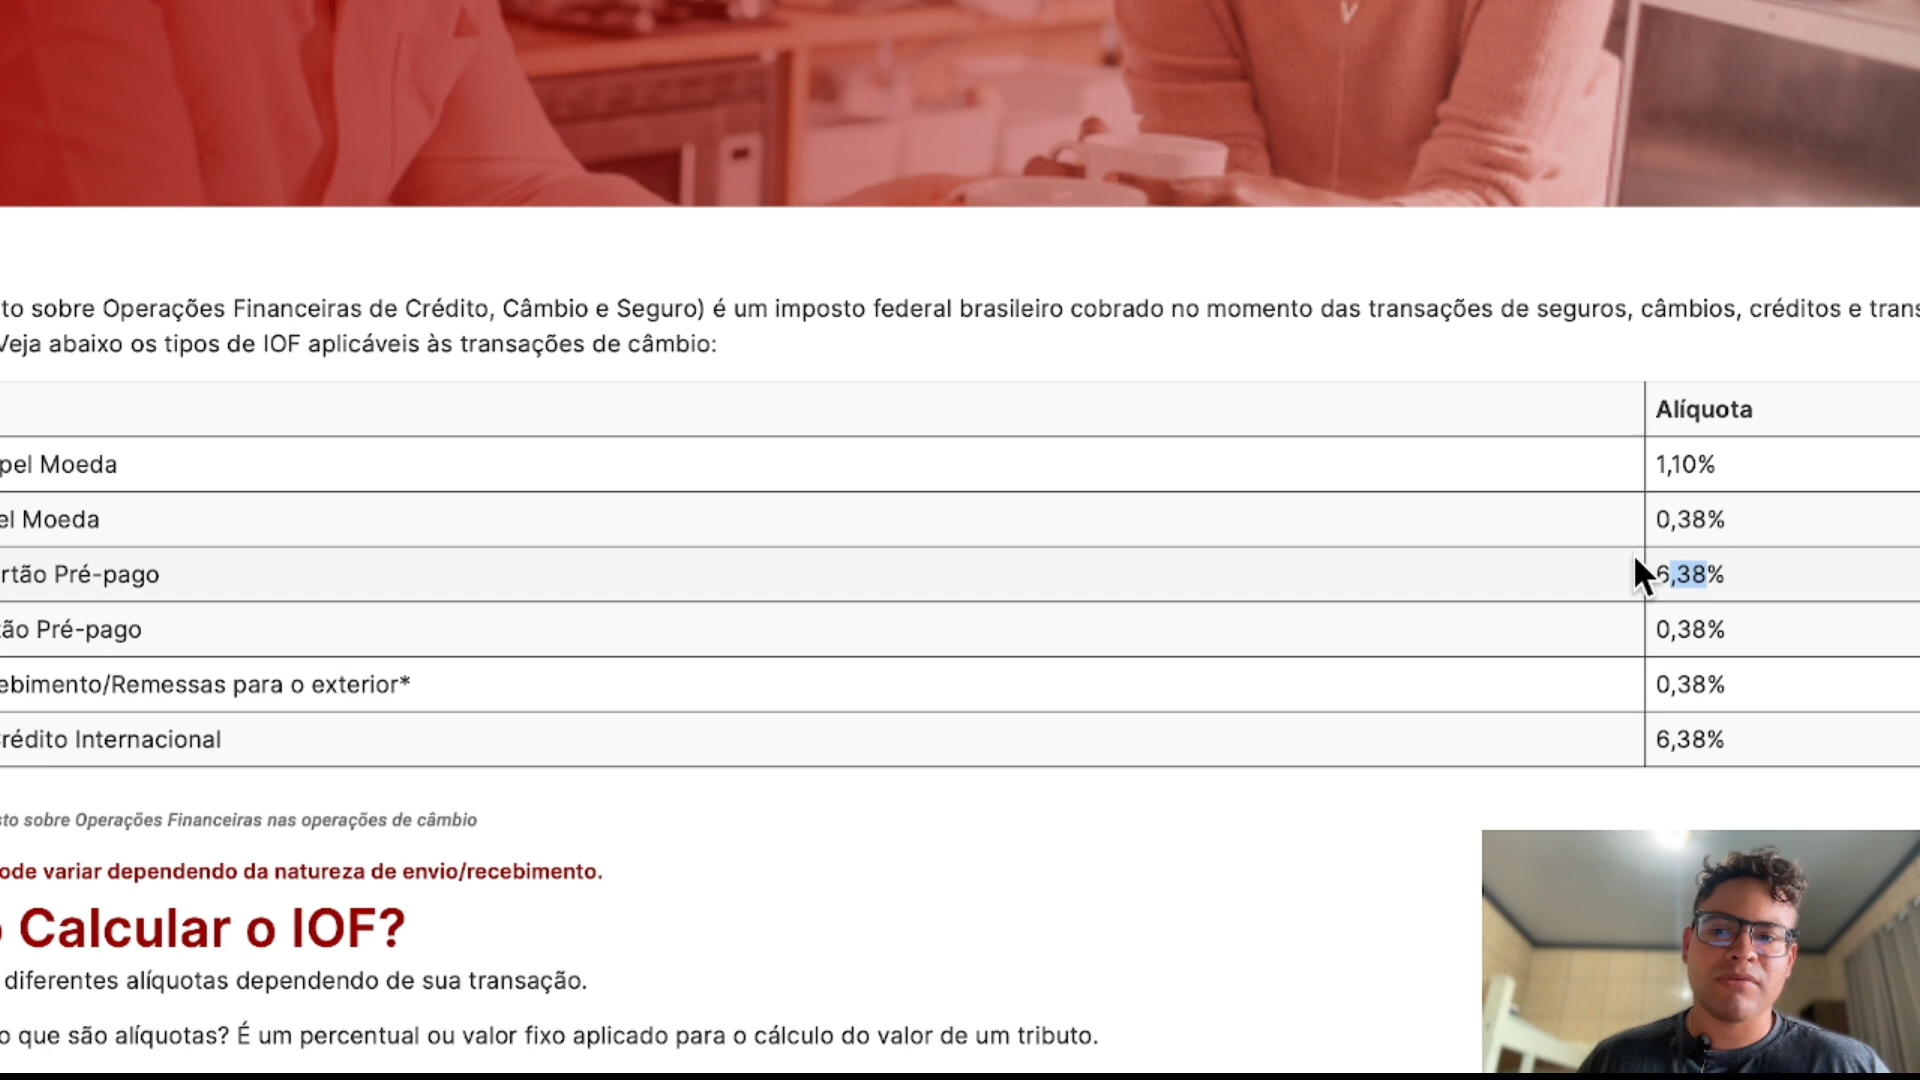 to sobre Operações Financeiras de Crédito, Câmbio e Seguro) é um imposto federal brasileiro cobrado no momento das transações de seguros, câmbios, créditos e trans
Veja abaixo os tipos de IOF aplicáveis às transações de câmbio:
Alíquota
pel Moeda
1,10%
el Moeda
0,38%
rtão Pré-pago
6,38%
tão Pré-pago
0,38%
ebimento/Remessas para o exterior*
0,38%
rédito Internacional
6,38%
sto sobre Operações Financeiras nas operações de câmbio
ode variar dependendo da natureza de envio/recebimento.
o Calcular o IOF?
diferentes alíquotas dependendo de sua transação.
o que são alíquotas? É um percentual ou valor fixo aplicado para o cálculo do valor de um tributo.